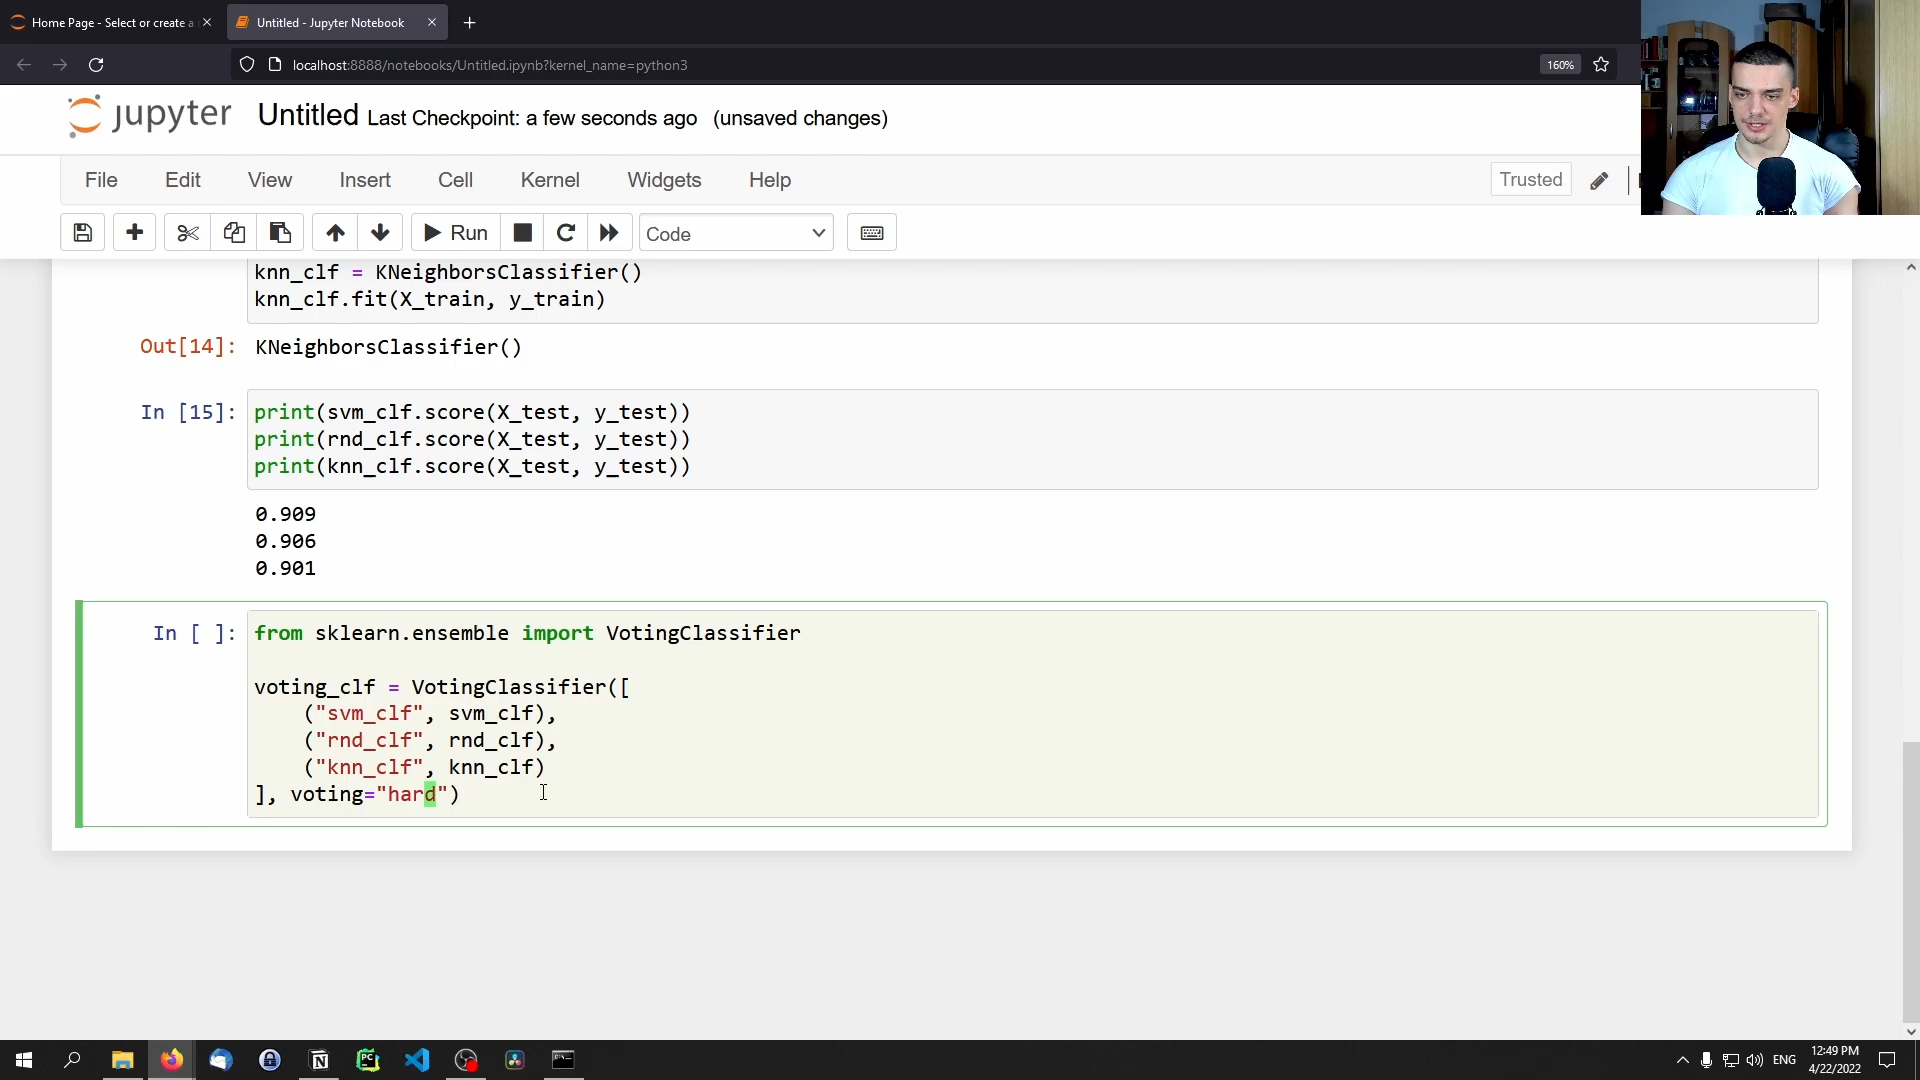 Home Page - Select or create a
Untitled - Jupyter Notebook
localhost:8888/notebooks/Untitled.ipynb?kernel_name=python3
160%
jupyter Untitled Last Checkpoint: a few seconds ago (unsaved changes)
File Edit View Insert Cell Kernel Widgets Help
Trusted
Run
Code
knn_clf = KNeighborsClassifier()
knn_clf.fit(X_train, y_train)
Out[14]: KNeighborsClassifier()
In [15]: print(svm_clf.score(X_test, y_test))
print(rnd_clf.score(X_test, y_test))
print(knn_clf.score(X_test, y_test))
0.909
0.906
0.901
In [ ]: from sklearn.ensemble import VotingClassifier
voting_clf = VotingClassifier([
("svm_clf", svm_clf),
("rnd_clf", rnd_clf),
("knn_clf", knn_clf)
], voting="hard")
ENG
12:49 PM
4/22/2022